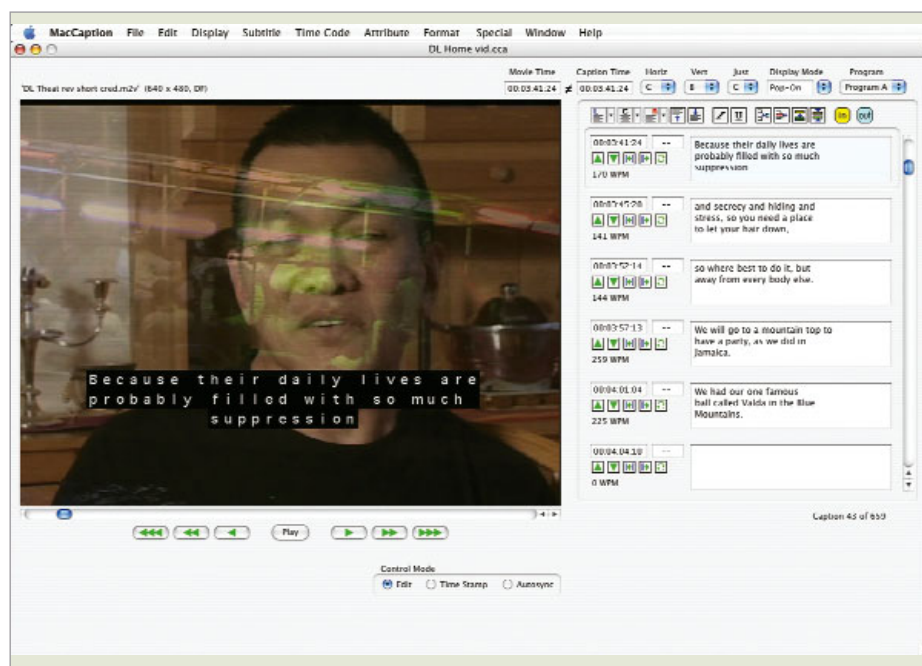 MacCaption File Edit Display Subtitle Time Code Attribute Format Special Window Help
DL Home vid.cca
Movie Time Caption Time Horiz Vert Just Display Mode Program
'DL Theat rev short cred.m2v' (640 x 480, DF) 00:03:41:24 ≠ 00:03:41:24 C B C Pop-On Program A
in out
00:03:41:24 --
170 WPM
Because their daily lives are
probably filled with so much
suppression
00:03:45:20 --
141 WPM
and secrecy and hiding and
stress, so you need a place
to let your hair down,
00:03:52:14 --
144 WPM
so where best to do it, but
away from every body else.
00:03:57:13 --
259 WPM
We will go to a mountain top to
have a party, as we did in
Jamaica.
00:04:01:04 --
225 WPM
We had our one famous
ball called Valda in the Blue
Mountains.
00:04:04:10 --
0 WPM
Because their daily lives are
probably filled with so much
suppression
Caption 43 of 659
Play
Control Mode
Edit Time Stamp Autosync